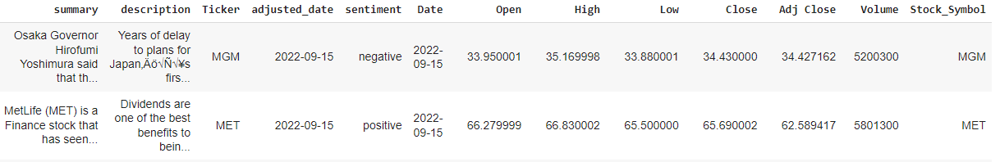 summary description Ticker adjusted_date sentiment Date Open High Low Close Adj Close Volume Stock_Symbol
Osaka Governor
Hirofumi
Yoshimura said
that th...
Years of delay
to plans for
Japan‚Äö√Ñ√¥s
firs...
MGM 2022-09-15 negative
2022-
09-15
33.950001 35.169998 33.880001 34.430000 34.427162 5200300 MGM
MetLife (MET) is a
Finance stock that
has seen...
Dividends are
one of the best
benefits to
bein...
MET 2022-09-15 positive
2022-
09-15
66.279999 66.830002 65.500000 65.690002 62.589417 5801300 MET